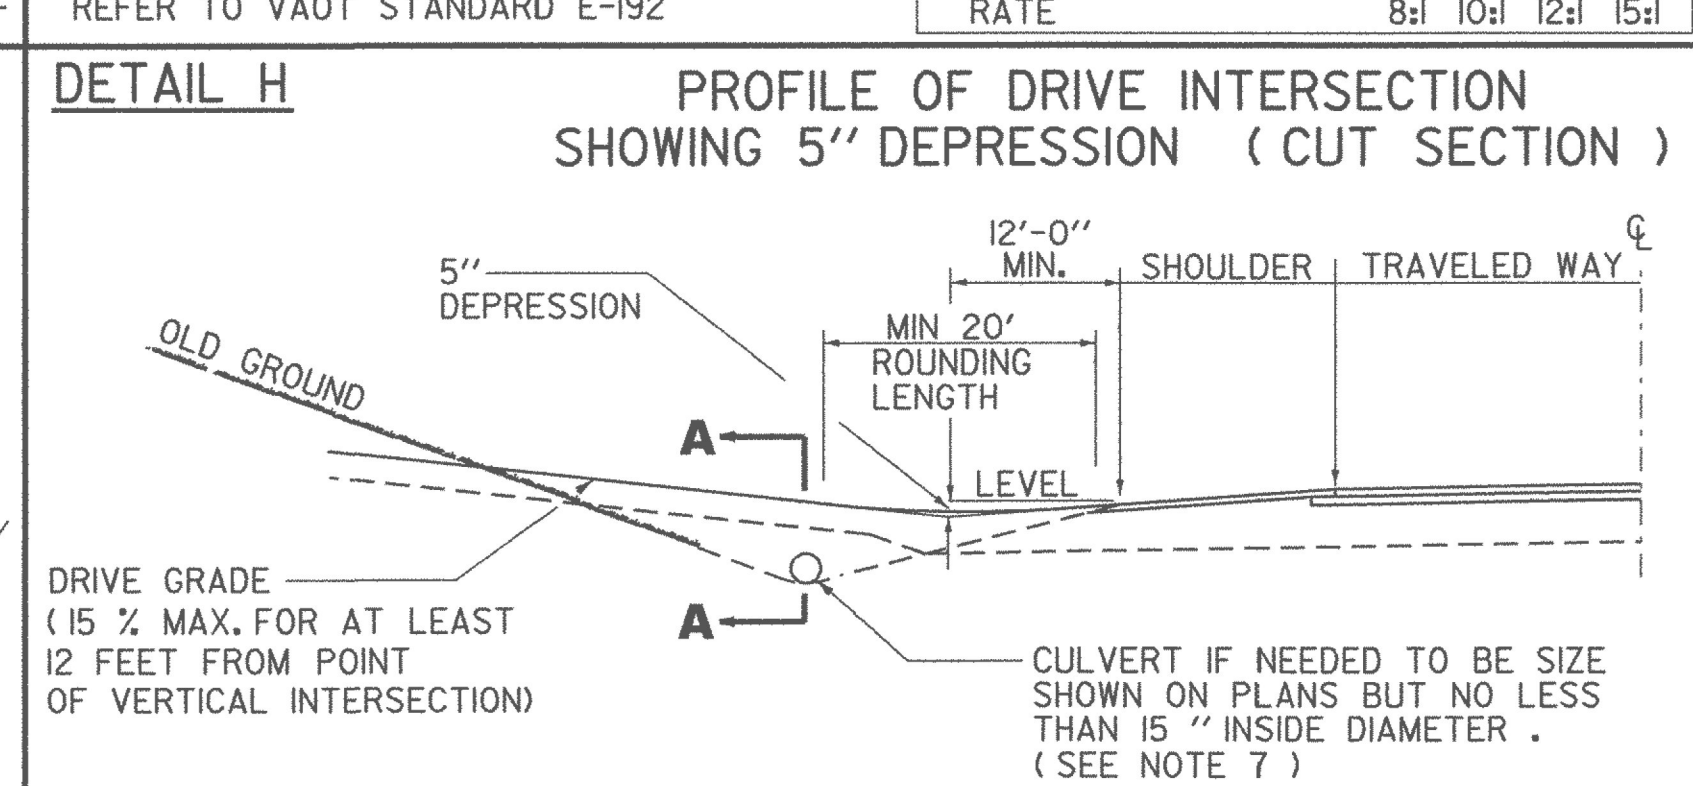 REFER TO VAOT STANDARD E-192
RATE 8:1 10:1 12:1 15:1
DETAIL H
PROFILE OF DRIVE INTERSECTION
SHOWING 5" DEPRESSION ( CUT SECTION )
12'-0"
MIN.
SHOULDER
TRAVELED WAY
℄
5"
DEPRESSION
MIN 20'
ROUNDING
LENGTH
OLD GROUND
A
LEVEL
DRIVE GRADE
( 15 % MAX. FOR AT LEAST
12 FEET FROM POINT
OF VERTICAL INTERSECTION)
A
CULVERT IF NEEDED TO BE SIZE
SHOWN ON PLANS BUT NO LESS
THAN 15 " INSIDE DIAMETER .
( SEE NOTE 7 )